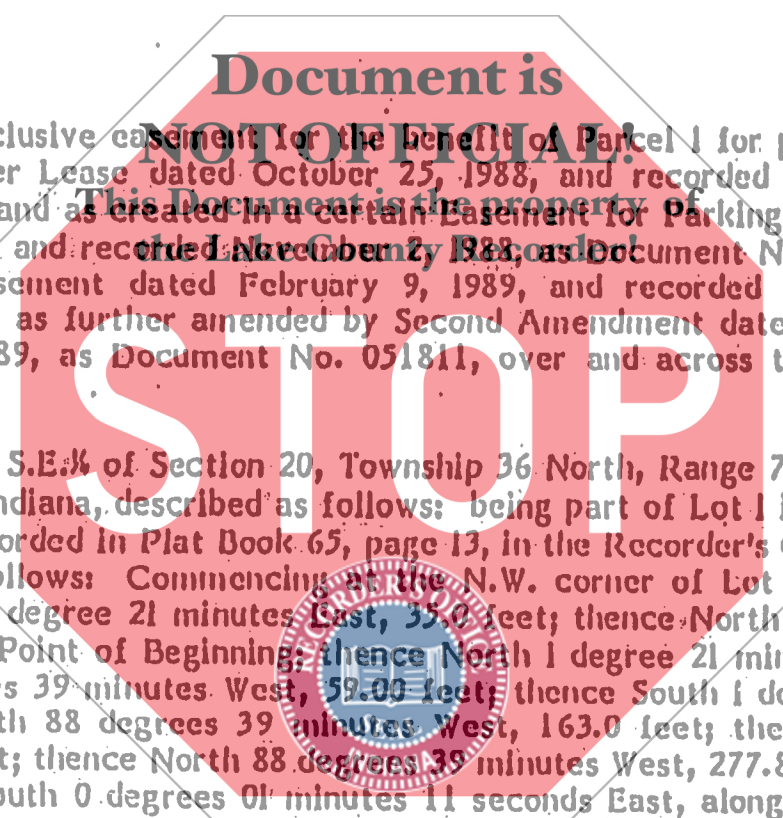 Document is
NOT OFFICIAL!
This Document is the property of
the Lake County Recorder!
STOP
clusive easement for the benefit of Parcel 1 for
er Lease dated October 25, 1988, and recorded
and as created in a certain Easement for Parking
and recorded November 2, 1988, as Document N
sement dated February 9, 1989, and recorded
as further amended by Second Amendment date
89, as Document No. 051811, over and across t
S.E.¼ of Section 20, Township 36 North, Range 7
ndiana, described as follows: being part of Lot 1
orded in Plat Book 65, page 13, in the Recorder's
ollows: Commencing at the N.W. corner of Lot
degree 21 minutes East, 35.0 feet; thence North
Point of Beginning; thence North 1 degree 21 min
s 39 minutes West, 59.00 feet; thence South 1 d
th 88 degrees 39 minutes West, 163.0 feet; the
t; thence North 88 degrees 39 minutes West, 277.8
outh 0 degrees 01 minutes 11 seconds East, along
INDIANA